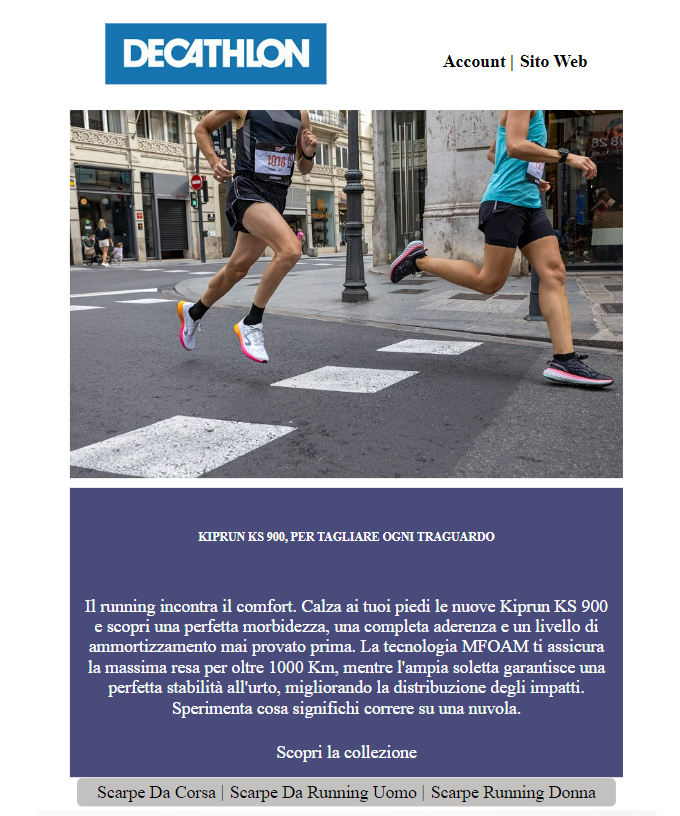 DECATHLON
Account | Sito Web
1018
KIPRUN KS 900, PER TAGLIARE OGNI TRAGUARDO
Il running incontra il comfort. Calza ai tuoi piedi le nuove Kiprun KS 900
e scopri una perfetta morbidezza, una completa aderenza e un livello di
ammortizzamento mai provato prima. La tecnologia MFOAM ti assicura
la massima resa per oltre 1000 Km, mentre l'ampia soletta garantisce una
perfetta stabilità all'urto, migliorando la distribuzione degli impatti.
Sperimenta cosa significhi correre su una nuvola.
Scopri la collezione
Scarpe Da Corsa | Scarpe Da Running Uomo | Scarpe Running Donna